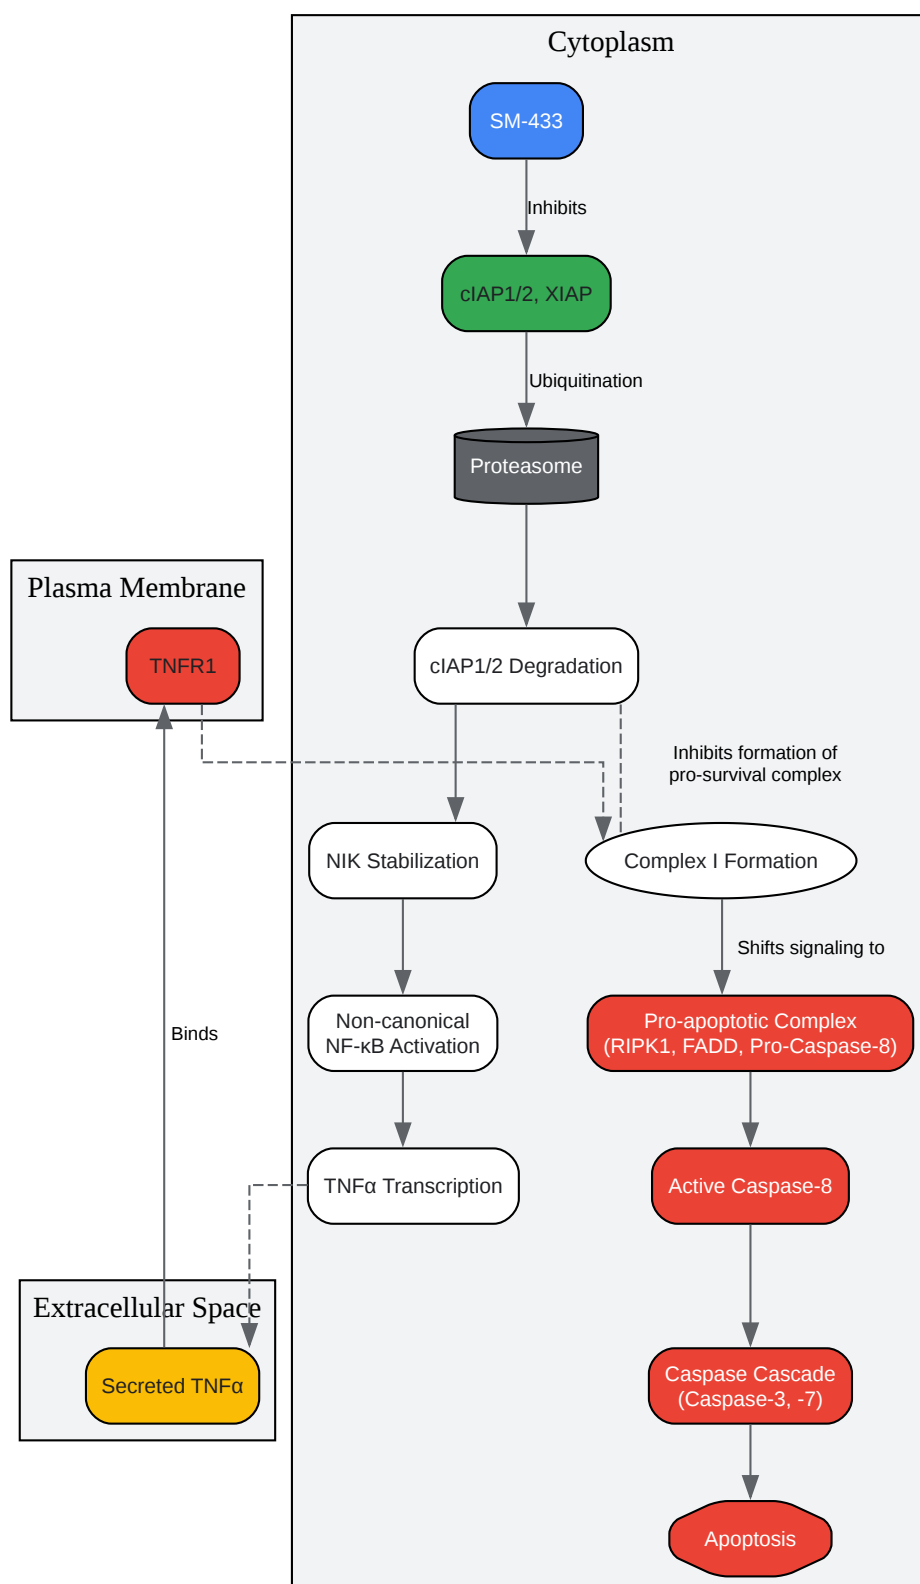 Cytoplasm
SM-433
Inhibits
cIAP1/2, XIAP
Ubiquitination
Proteasome
Plasma Membrane
TNFR1
cIAP1/2 Degradation
Inhibits formation of
pro-survival complex
NIK Stabilization
Complex I Formation
Shifts signaling to
Non-canonical
NF-κB Activation
Pro-apoptotic Complex
(RIPK1, FADD, Pro-Caspase-8)
Binds
TNFα Transcription
Active Caspase-8
Extracellular Space
Secreted TNFα
Caspase Cascade
(Caspase-3, -7)
Apoptosis